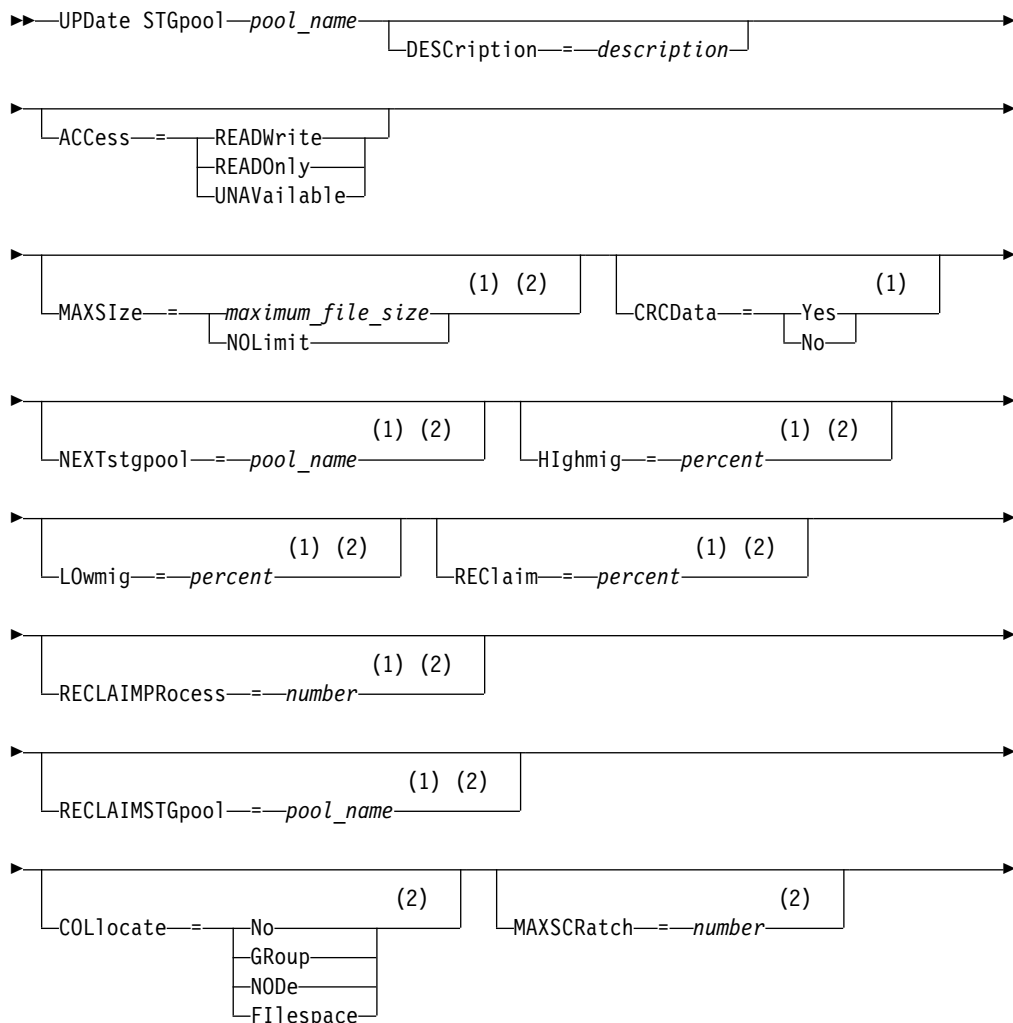 UPDate STGpool pool_name
DESCription = description
ACCess = READWrite
READOnly
UNAVailable
(1) (2)
MAXSIze = maximum_file_size
NOLimit
(1)
CRCData = Yes
No
(1) (2)
NEXTstgpool = pool_name
(1) (2)
HIghmig = percent
(1) (2)
LOwmig = percent
(1) (2)
REClaim = percent
(1) (2)
RECLAIMPRocess = number
(1) (2)
RECLAIMSTGpool = pool_name
(2)
COLlocate = No
GRoup
NODe
FIlespace
(2)
MAXSCRatch = number